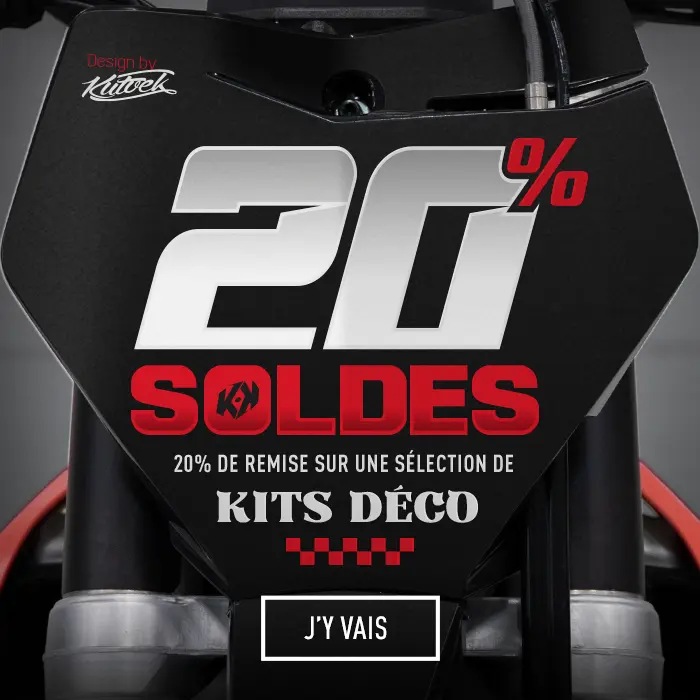 Design by
Kutvek
20%
SOLDES
20% DE REMISE SUR UNE SÉLECTION DE
KITS DÉCO
J'Y VAIS